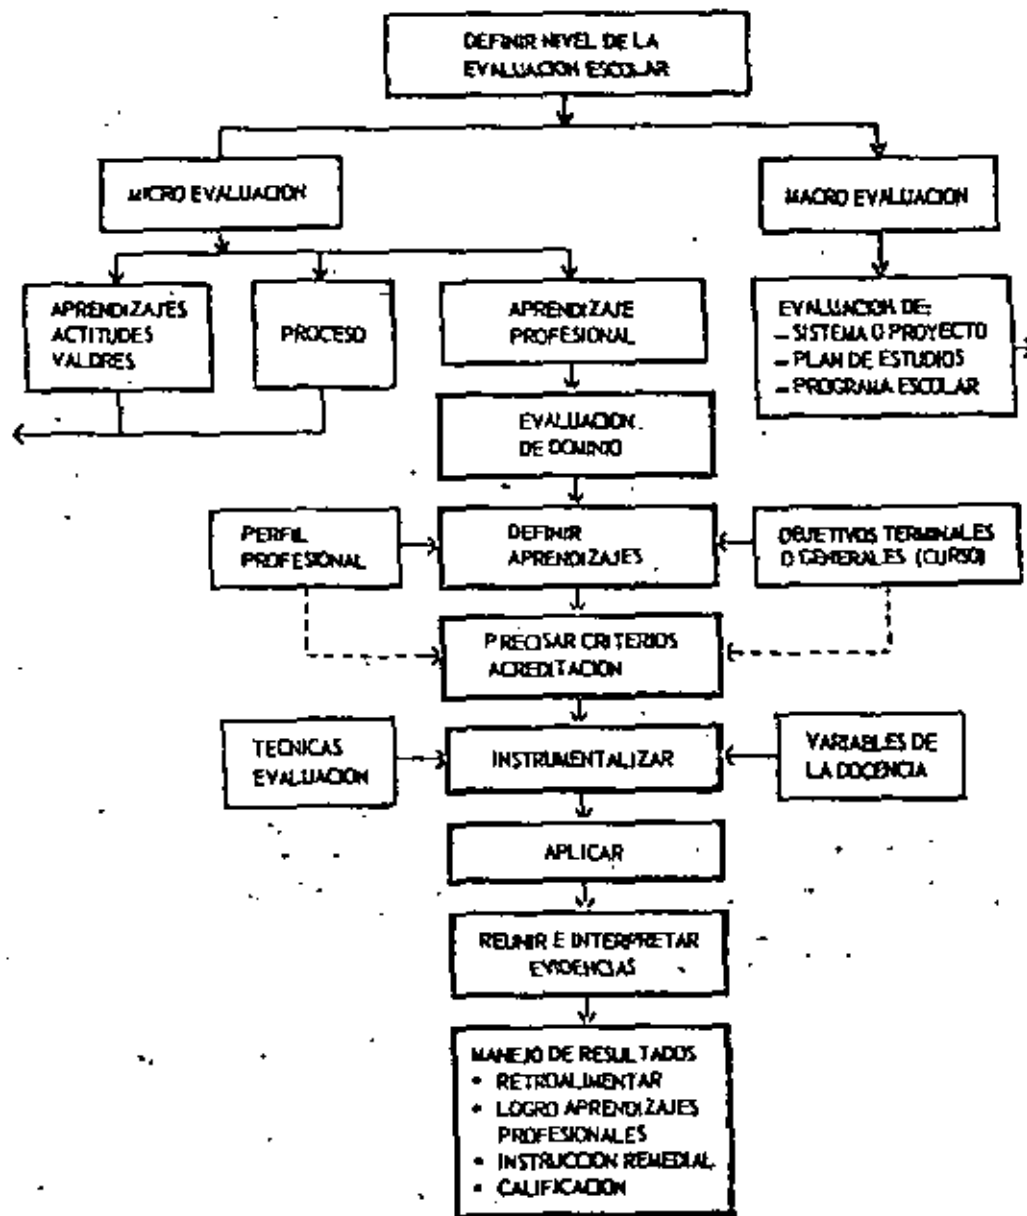 DEFINIR NIVEL DE LA
EVALUACION ESCOLAR
MICRO EVALUACION
MACRO EVALUACION
APRENDIZAJES
ACTITUDES
VALORES
PROCESO
APRENDIZAJE
PROFESIONAL
EVALUACION DE:
- SISTEMA O PROYECTO
- PLAN DE ESTUDIOS
- PROGRAMA ESCOLAR
EVALUACION
DE DOMINIO
PERFIL
PROFESIONAL
DEFINIR
APRENDIZAJES
OBJETIVOS TERMINALES
O GENERALES (CURSO)
PRECISAR CRITERIOS
ACREDITACION
TECNICAS
EVALUACION
INSTRUMENTALIZAR
VARIABLES DE
LA DOCENCIA
APLICAR
REUNIR E INTERPRETAR
EVIDENCIAS
MANEJO DE RESULTADOS
• RETROALIMENTAR
• LOGRO APRENDIZAJES
PROFESIONALES
• INSTRUCCION REMEDIAL
• CALIFICACION